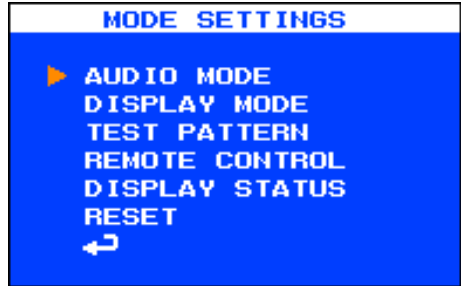 MODE SETTINGS
AUDIO MODE
DISPLAY MODE
TEST PATTERN
REMOTE CONTROL
DISPLAY STATUS
RESET